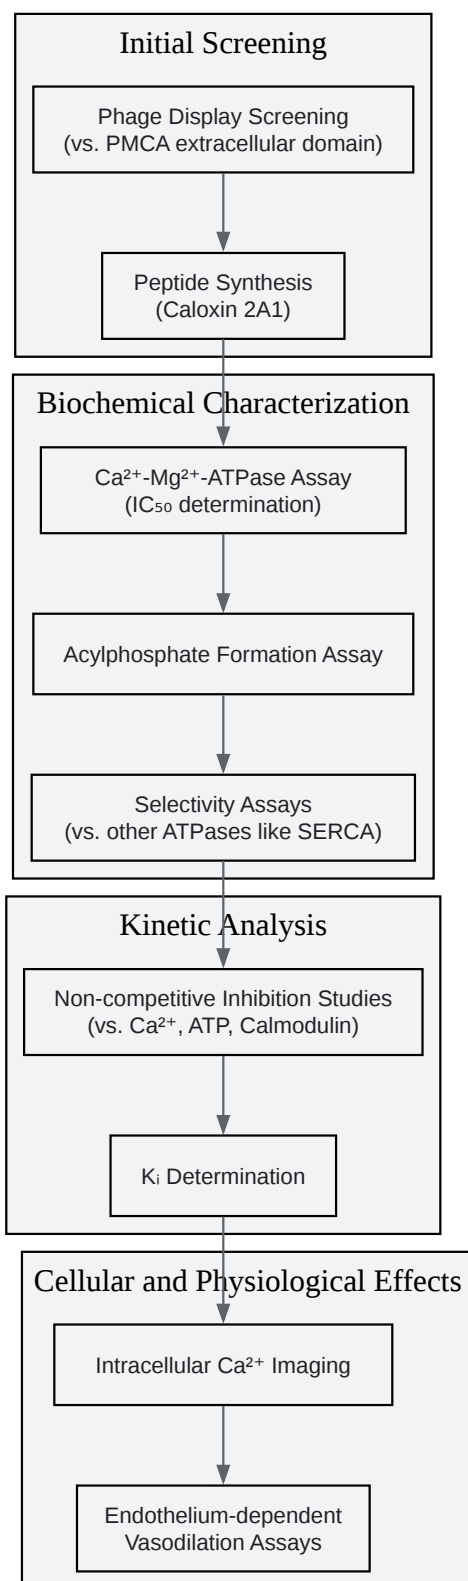 Initial Screening
Phage Display Screening
(vs. PMCA extracellular domain)
Peptide Synthesis
(Caloxin 2A1)
Biochemical Characterization
Ca²⁺-Mg²⁺-ATPase Assay
(IC₅₀ determination)
Acylphosphate Formation Assay
Selectivity Assays
(vs. other ATPases like SERCA)
Kinetic Analysis
Non-competitive Inhibition Studies
(vs. Ca²⁺, ATP, Calmodulin)
Kᵢ Determination
Cellular and Physiological Effects
Intracellular Ca²⁺ Imaging
Endothelium-dependent
Vasodilation Assays